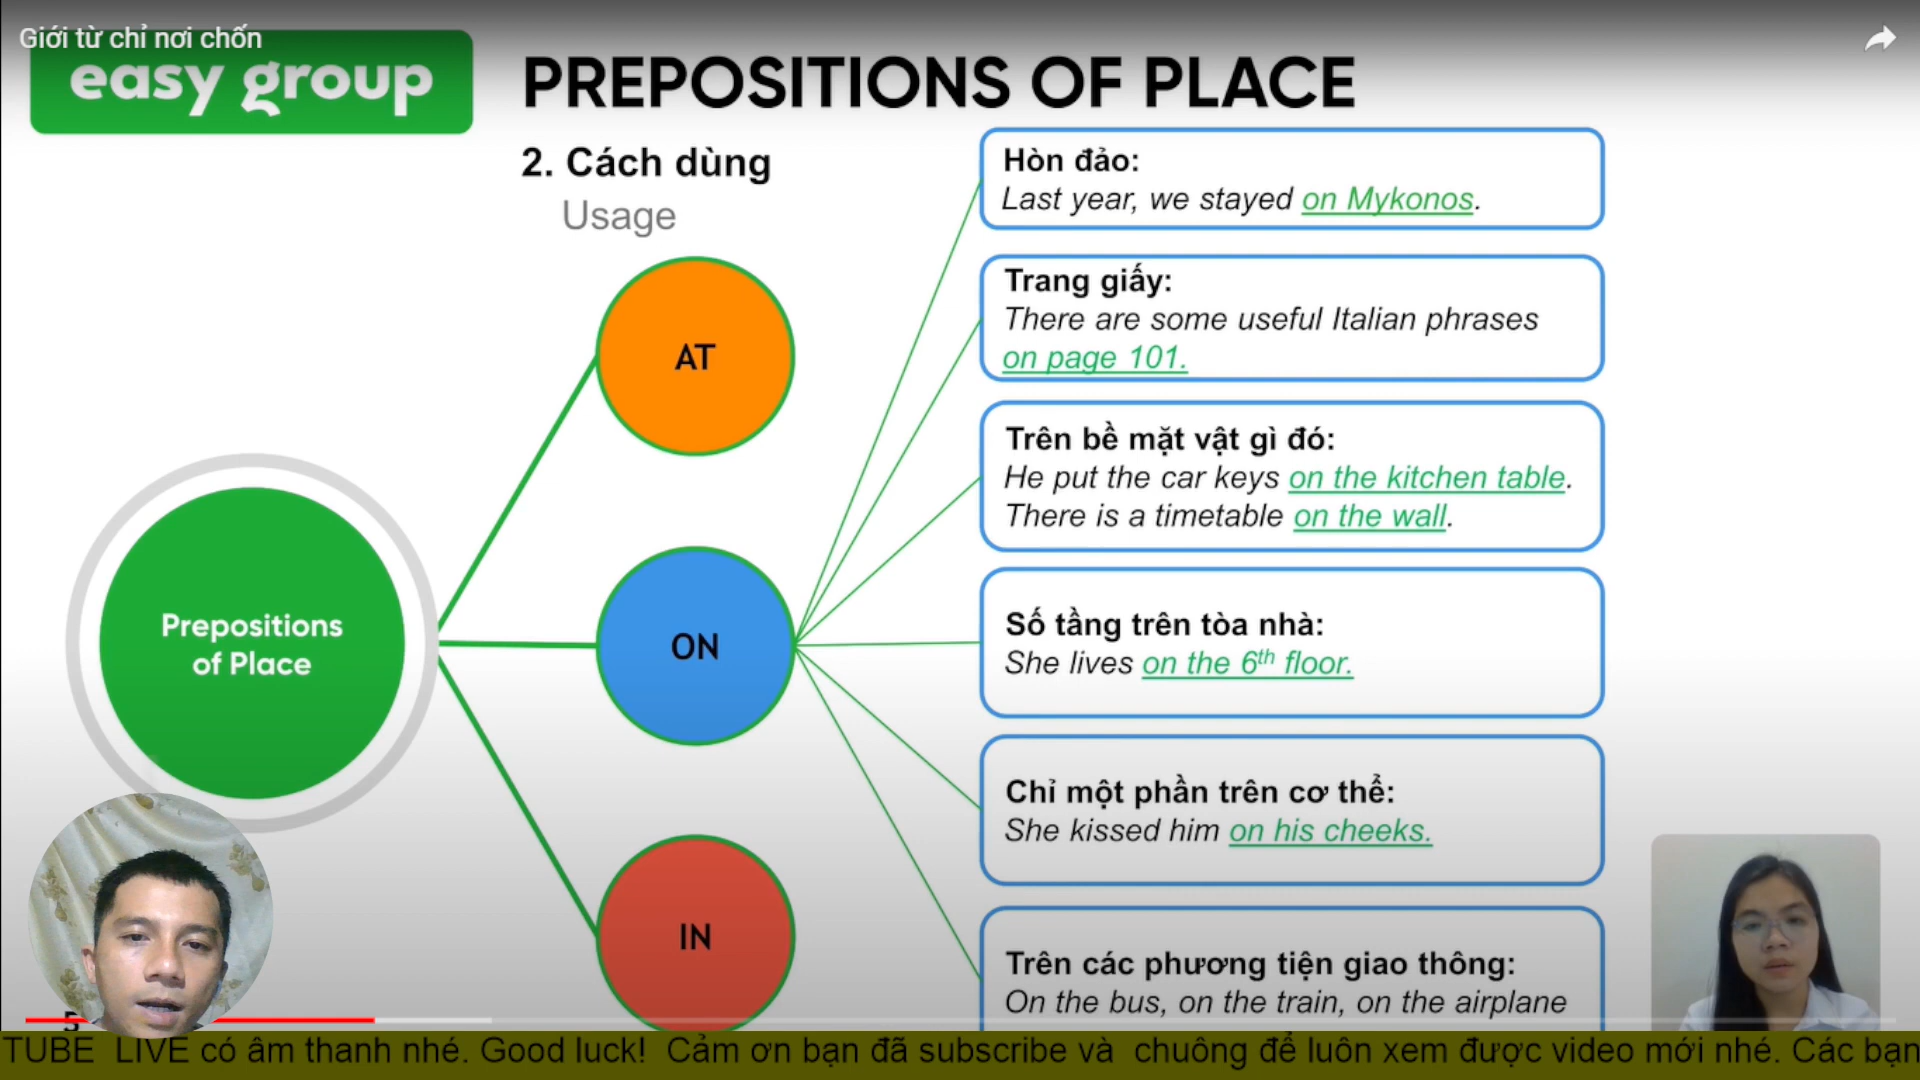 Giới từ chỉ nơi chốn
easy group
PREPOSITIONS OF PLACE
2. Cách dùng
Usage
Prepositions
of Place
AT
ON
IN
Hòn đảo:
Last year, we stayed on Mykonos.
Trang giấy:
There are some useful Italian phrases
on page 101.
Trên bề mặt vật gì đó:
He put the car keys on the kitchen table.
There is a timetable on the wall.
Số tầng trên tòa nhà:
She lives on the 6th floor.
Chỉ một phần trên cơ thể:
She kissed him on his cheeks.
Trên các phương tiện giao thông:
On the bus, on the train, on the airplane
5
TUBE LIVE có âm thanh nhé. Good luck! Cảm ơn bạn đã subscribe và chuông để luôn xem được video mới nhé. Các bạn